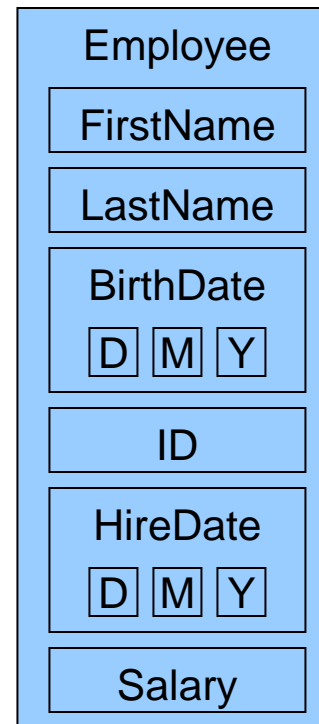 Employee
FirstName
LastName
BirthDate
D M Y
ID
HireDate
D M Y
Salary